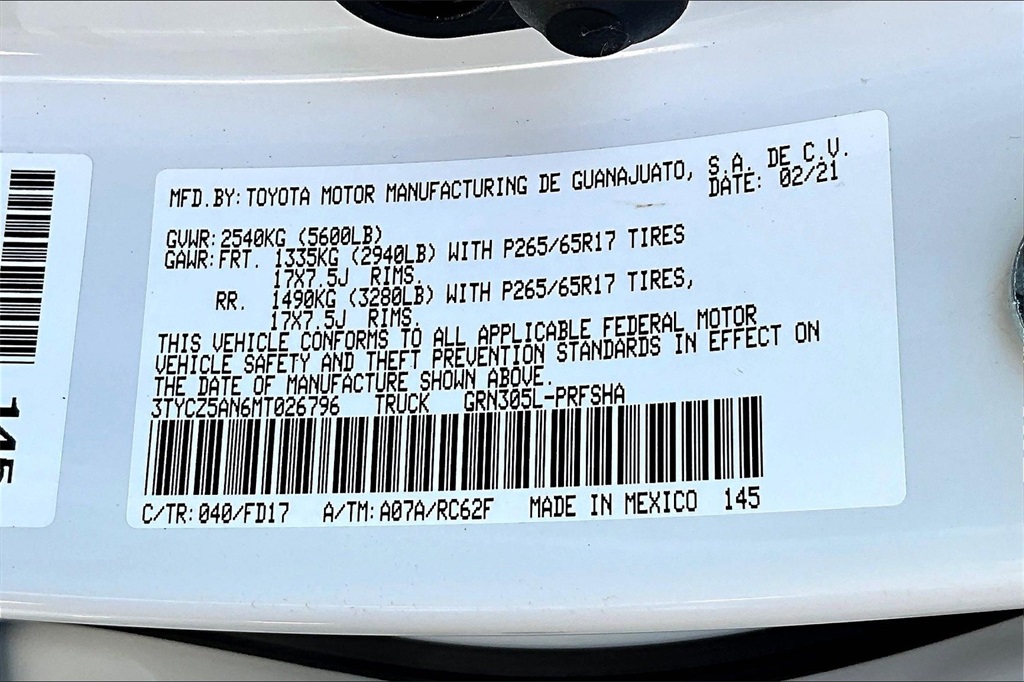 MFD.BY: TOYOTA MOTOR MANUFACTURING DE GUANAJUATO, S.A. DE C.V.
DATE: 02/21
GVWR: 2540KG (5600LB)
GAWR: FRT. 1335KG (2940LB) WITH P265/65R17 TIRES
17X7.5J RIMS,
RR. 1490KG (3280LB) WITH P265/65R17 TIRES,
17X7.5J RIMS,
THIS VEHICLE CONFORMS TO ALL APPLICABLE FEDERAL MOTOR
VEHICLE SAFETY AND THEFT PREVENTION STANDARDS IN EFFECT ON
THE DATE OF MANUFACTURE SHOWN ABOVE.
3TYCZ5AN6MT026796 TRUCK GRN305L-PRFSHA
C/TR: 040/FD17 A/TM: A07A/RC62F MADE IN MEXICO 145
145